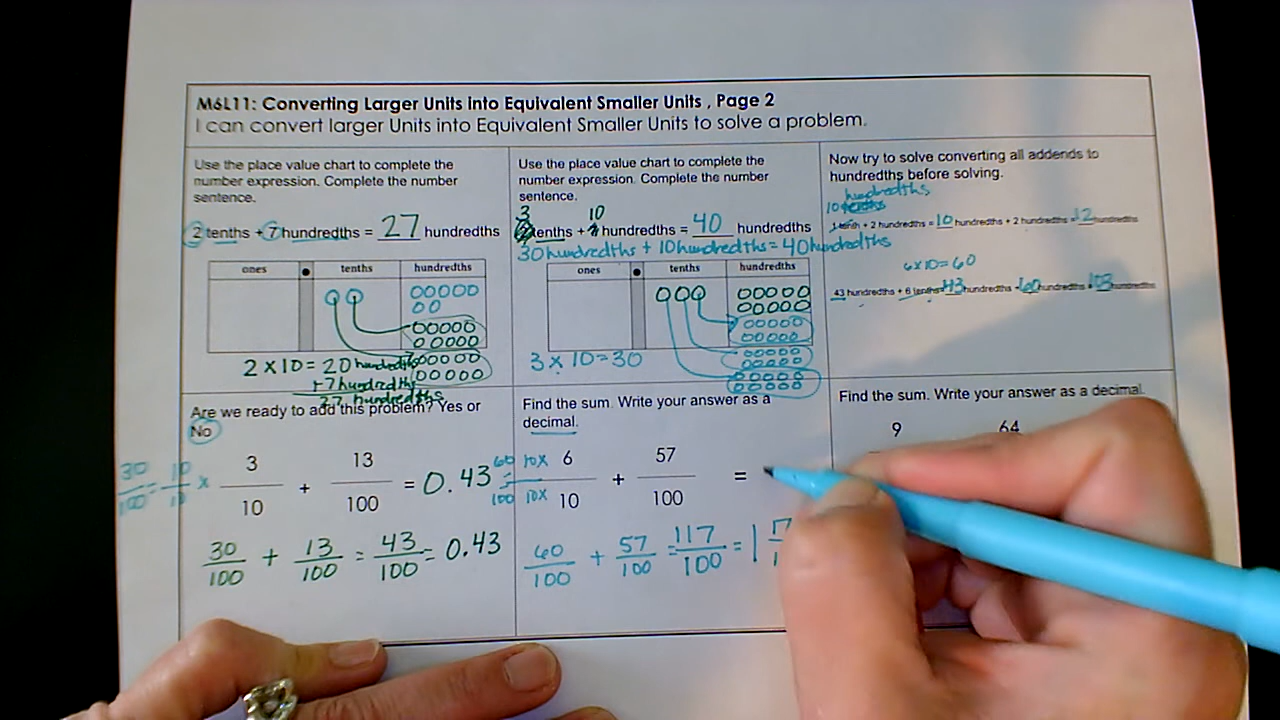 M6L11: Converting Larger Units into Equivalent Smaller Units , Page 2
I can convert larger Units into Equivalent Smaller Units to solve a problem.
Use the place value chart to complete the
number expression. Complete the number
sentence.
2 tenths + 7 hundredths = 27 hundredths
ones • tenths hundredths
2 x 10 = 20 hundredths
+ 7 hundredths
27 hundredths
Use the place value chart to complete the
number expression. Complete the number
sentence.
3 10
tenths + hundredths = 40 hundredths
30 hundredths + 10 hundredths = 40 hundredths
ones • tenths hundredths
3 x 10 = 30
Now try to solve converting all addends to
hundredths before solving.
hundredths
10 tenths
1 tenth + 2 hundredths = 10 hundredths + 2 hundredths = 12 hundredths
6 x 10 = 60
43 hundredths + 6 tenths = 43 hundredths + 60 hundredths = 103 hundredths
Are we ready to add this problem? Yes or
No
30/100 = 10/10 x 3/10 + 13/100 = 0.43
30/100 + 13/100 = 43/100 = 0.43
Find the sum. Write your answer as a
decimal.
60/100 = 10x 6/10x 10 + 57/100 =
60/100 + 57/100 = 117/100 = 1 17
Find the sum. Write your answer as a decimal.
9 64